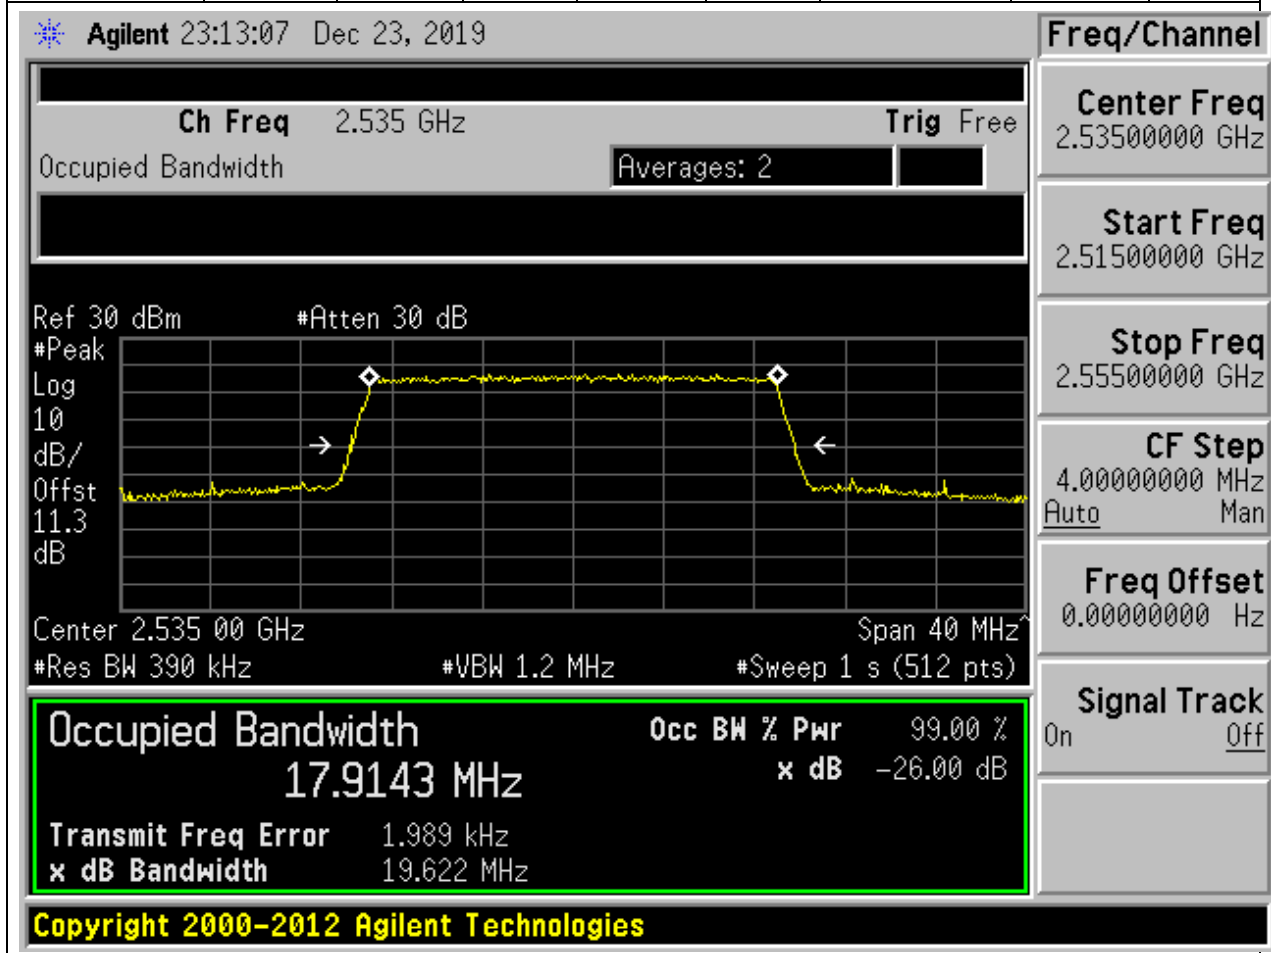 Agilent 23:13:07 Dec 23, 2019
Freq/Channel
Ch Freq 2.535 GHz Trig Free
Occupied Bandwidth Averages: 2
Center Freq
2.53500000 GHz
Start Freq
2.51500000 GHz
Stop Freq
2.55500000 GHz
CF Step
4.00000000 MHz
Auto Man
Freq Offset
0.00000000 Hz
Signal Track
On Off
Ref 30 dBm #Atten 30 dB
#Peak
Log
10
dB/
Offst
11.3
dB
Center 2.535 00 GHz Span 40 MHz^
#Res BW 390 kHz #VBW 1.2 MHz #Sweep 1 s (512 pts)
Occupied Bandwidth Occ BW % Pwr 99.00 %
17.9143 MHz x dB -26.00 dB
Transmit Freq Error 1.989 kHz
x dB Bandwidth 19.622 MHz
Copyright 2000-2012 Agilent Technologies